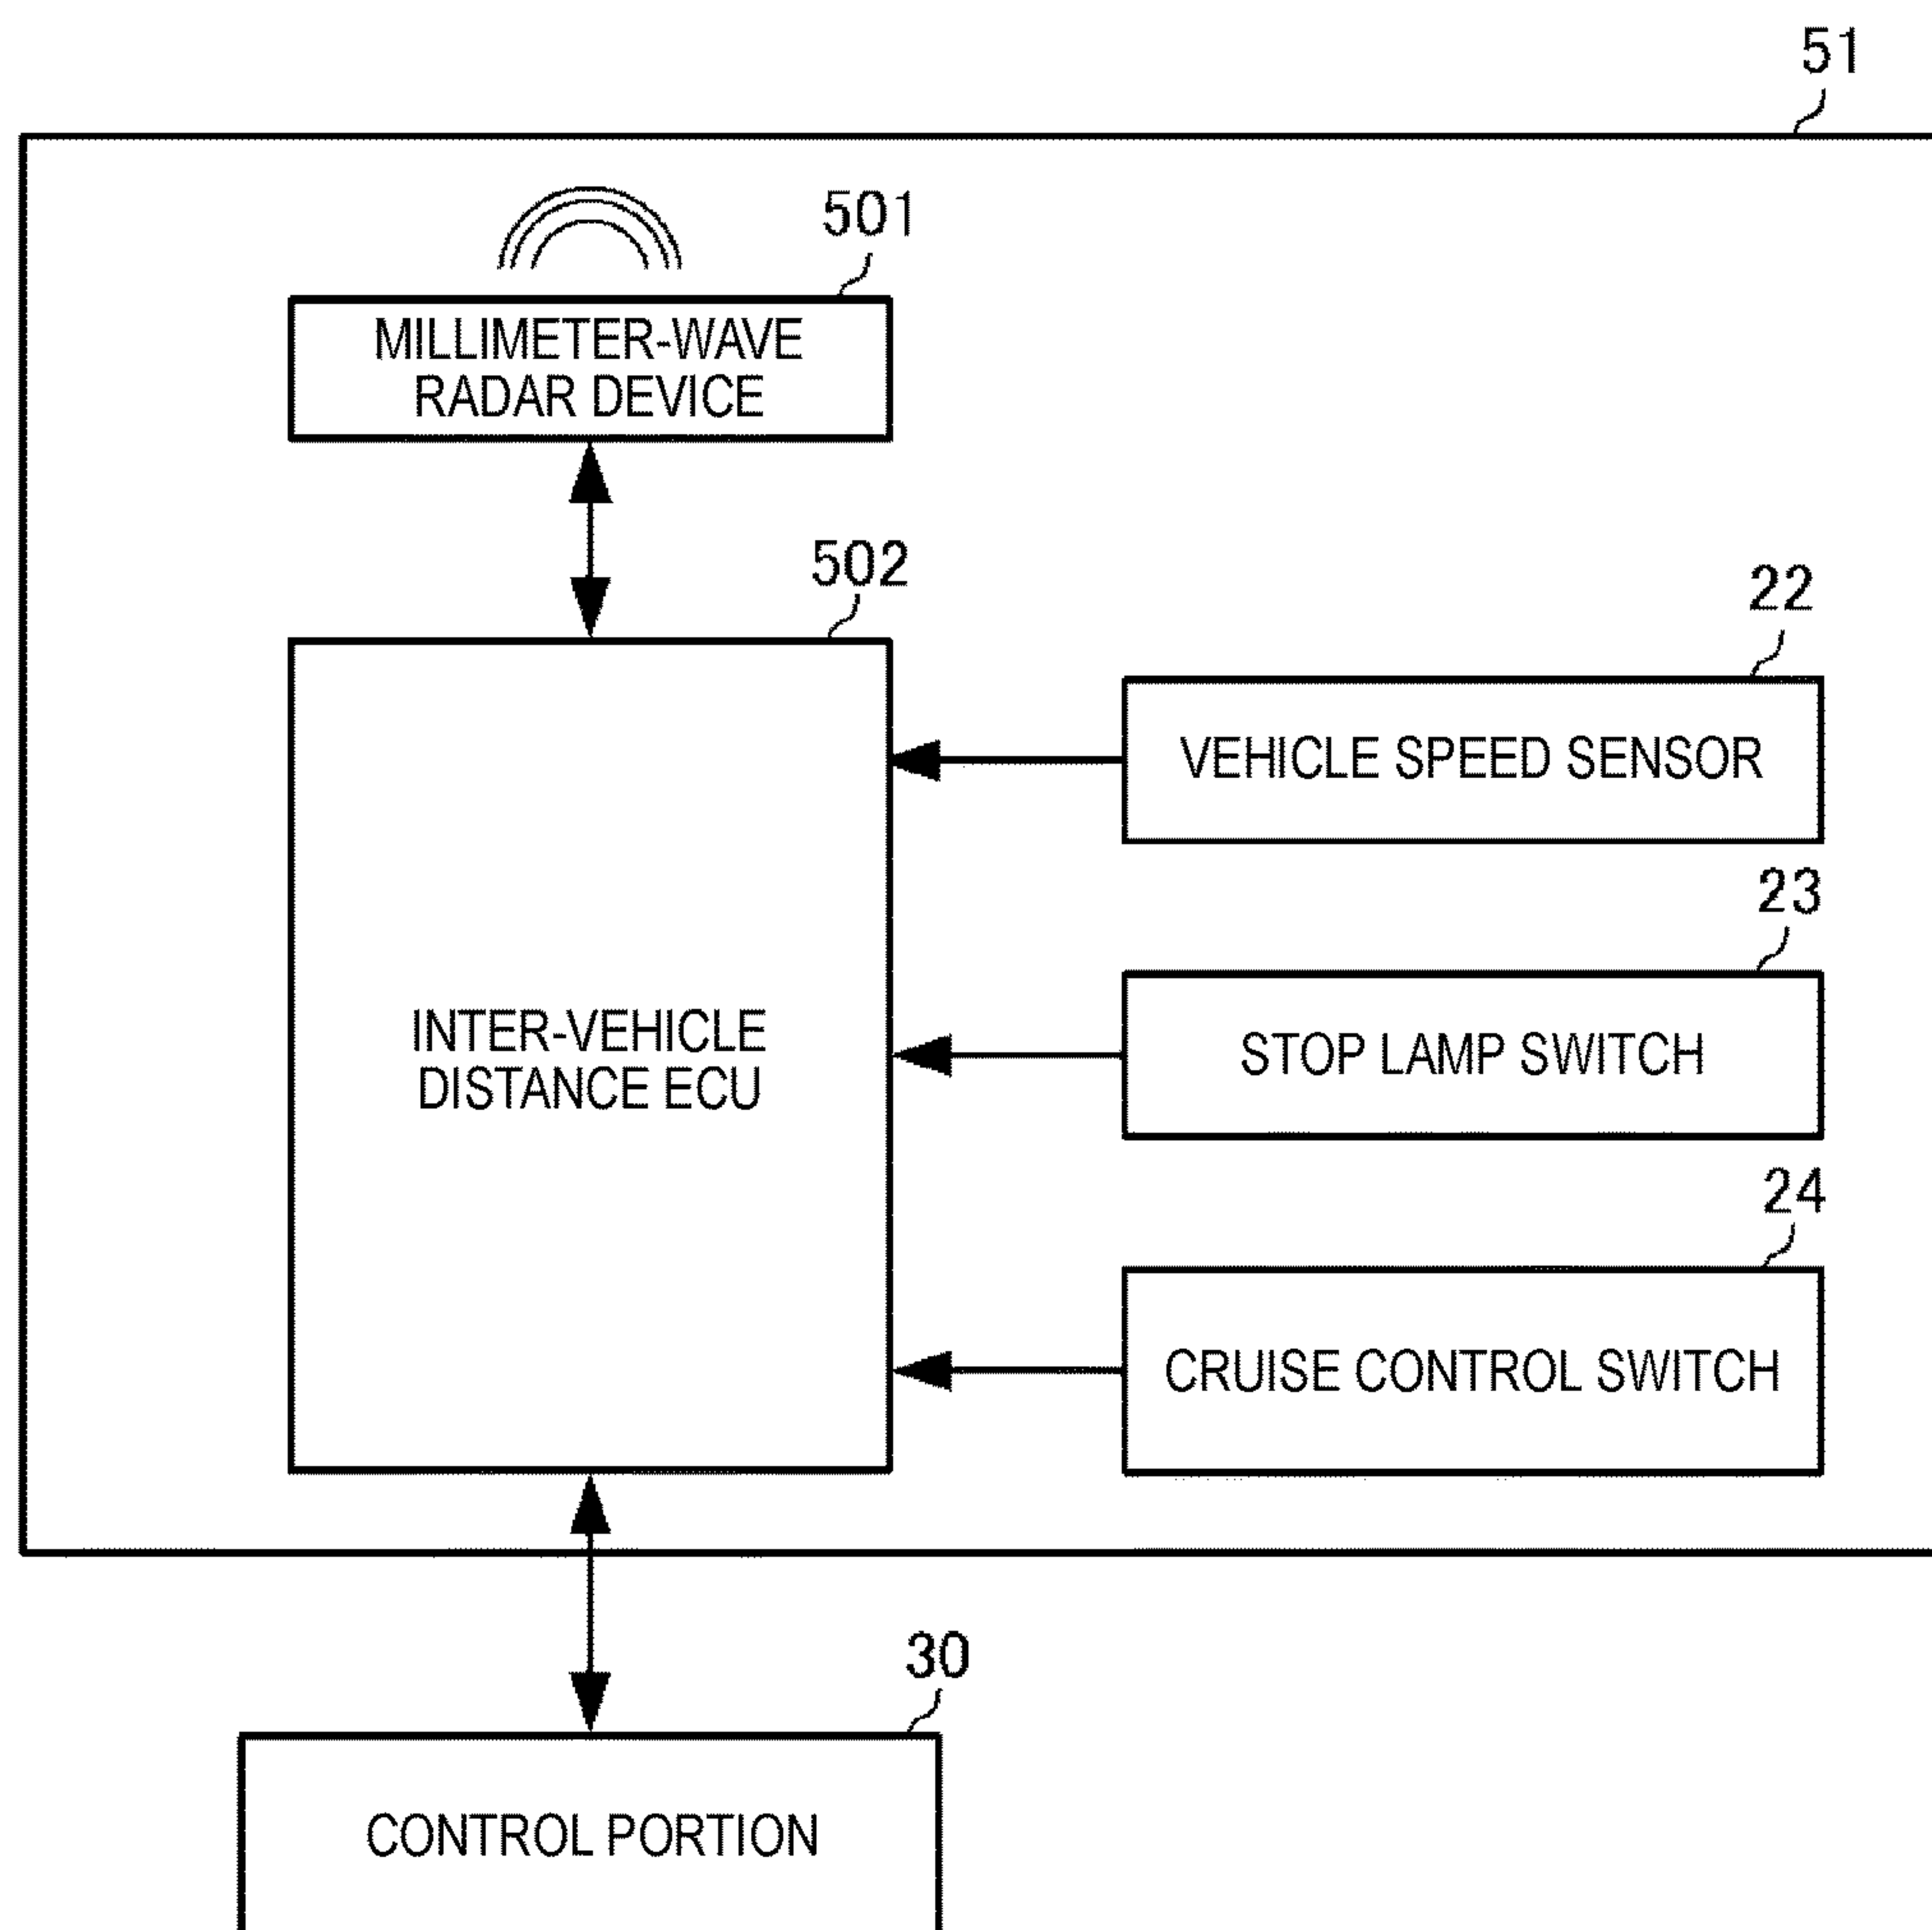 51
501
MILLIMETER-WAVE
RADAR DEVICE
502
22
VEHICLE SPEED SENSOR
23
INTER-VEHICLE
DISTANCE ECU
STOP LAMP SWITCH
24
CRUISE CONTROL SWITCH
30
CONTROL PORTION